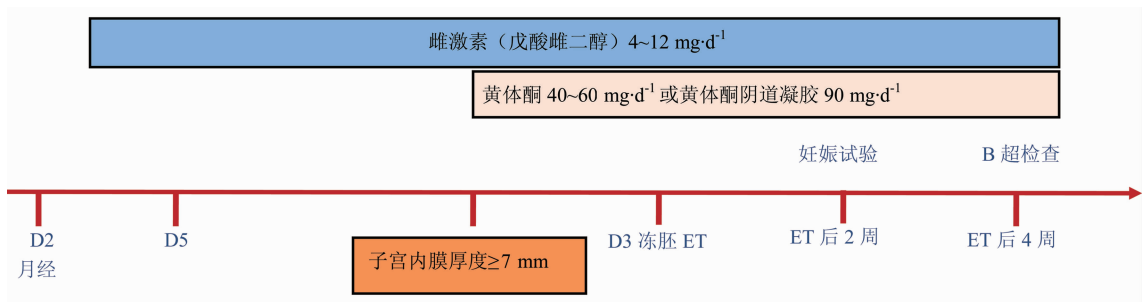 雌激素（戊酸雌二醇）4~12 mg·d-1
黄体酮 40~60 mg·d-1 或黄体酮阴道凝胶 90 mg·d-1
妊娠试验
B 超检查
D2
月经
D5
子宫内膜厚度≥7 mm
D3 冻胚 ET
ET 后 2 周
ET 后 4 周